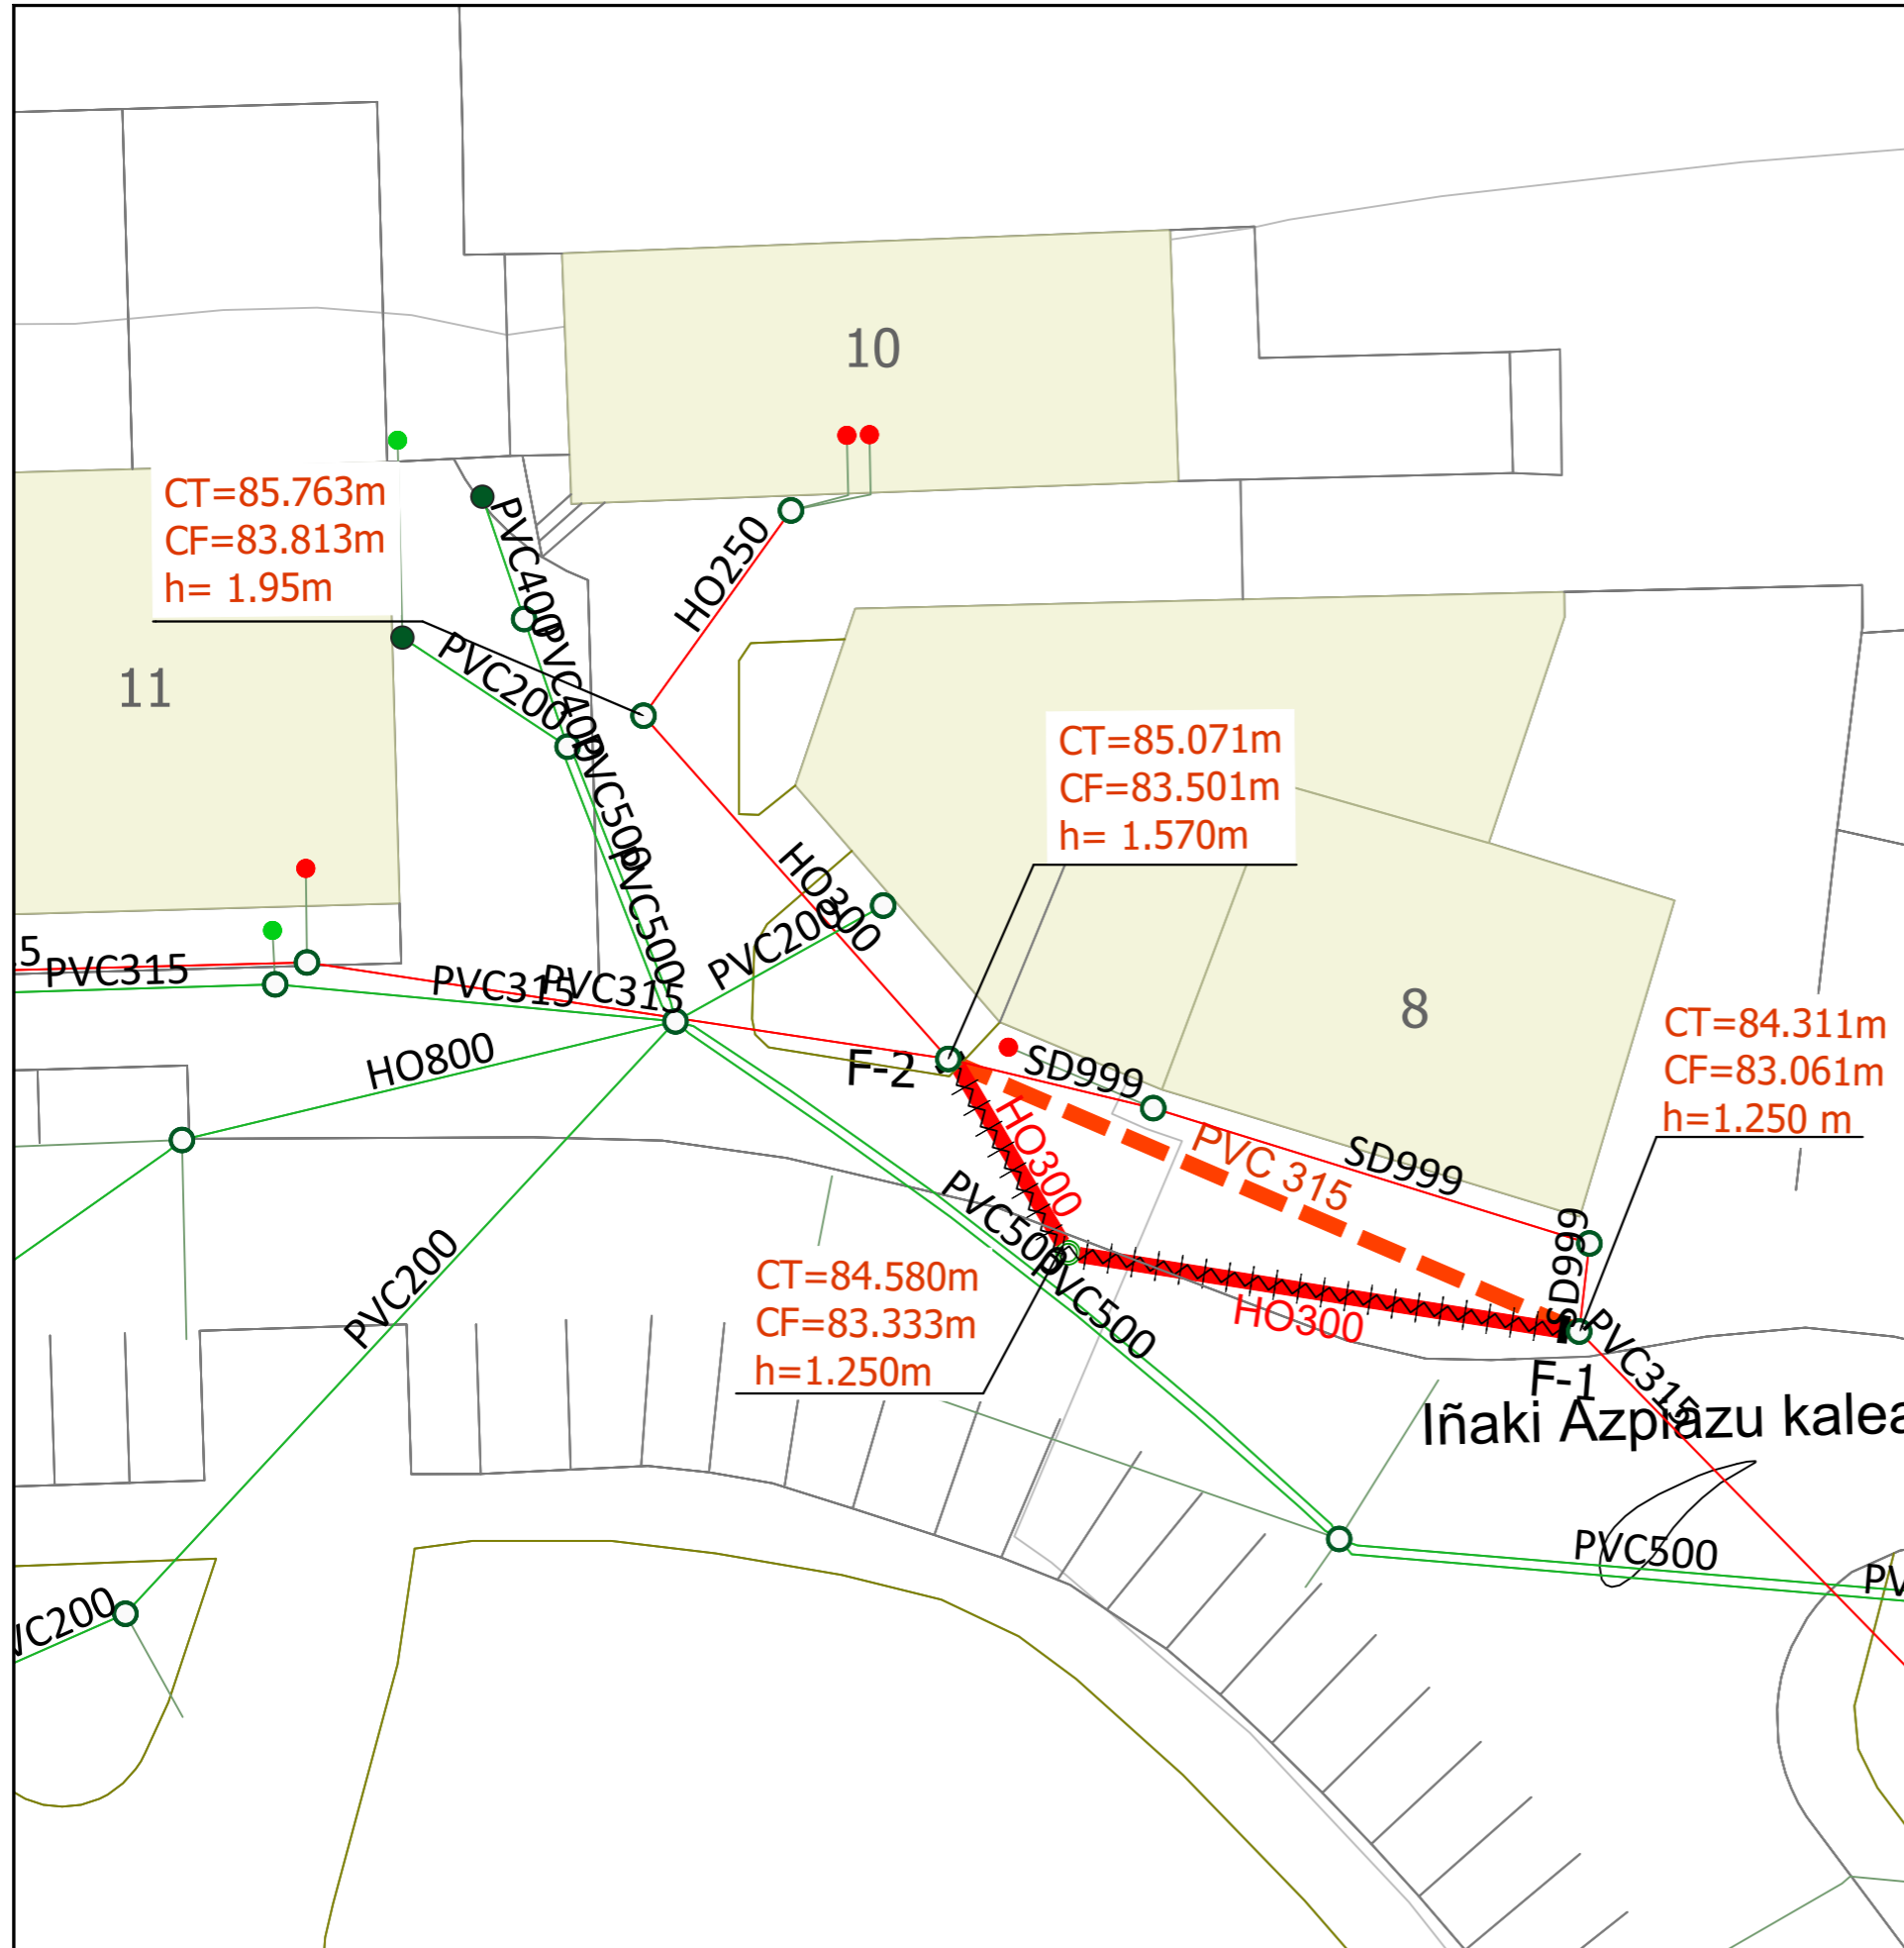 10
CT=85.763m
CF=83.813m
h= 1.95m
PVC400
HO250
11
PVC200
PVC400
PVC500
CT=85.071m
CF=83.501m
h= 1.570m
HO300
PVC500
PVC200
.5
PVC315
PVC315
PVC315
8
CT=84.311m
CF=83.061m
h=1.250 m
HO800
F-2
SD999
HO300
PVC 315
SD999
PVC500
SD999
PVC200
CT=84.580m
CF=83.333m
h=1.250m
PVC500
HO300
PVC315
F-1
Iñaki Azpiazu kalea
PVC500
PV
VC200